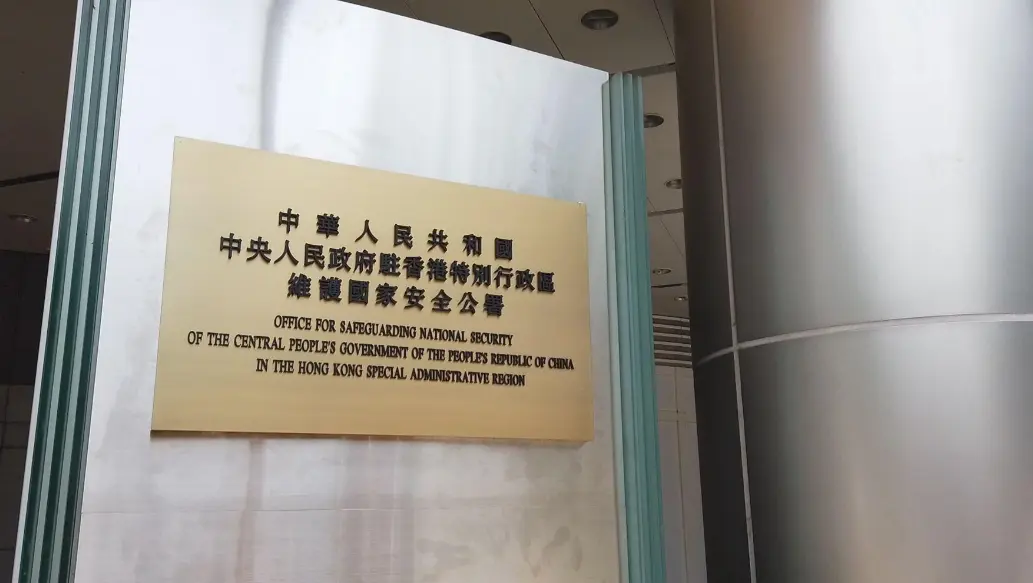 中華人民共和國
中央人民政府駐香港特別行政區
維護國家安全公署
OFFICE FOR SAFEGUARDING NATIONAL SECURITY
OF THE CENTRAL PEOPLE'S GOVERNMENT OF THE PEOPLE'S REPUBLIC OF CHINA
IN THE HONG KONG SPECIAL ADMINISTRATIVE REGION